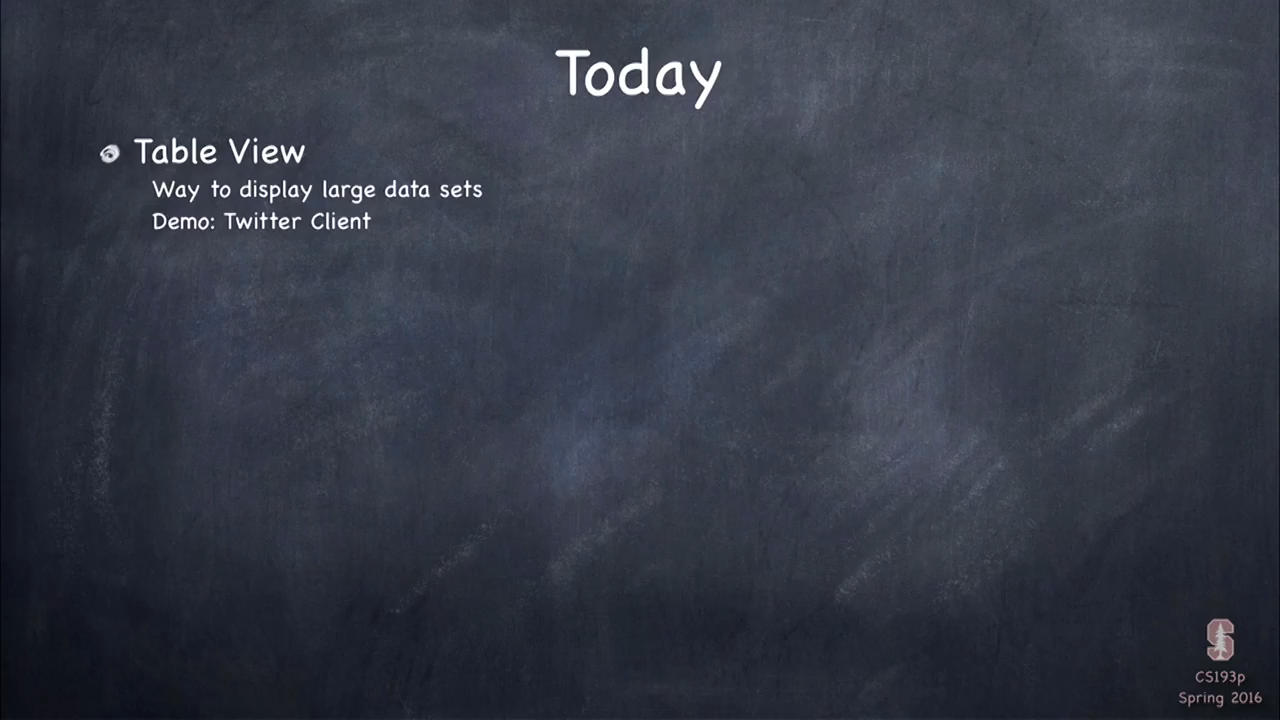 Today
Table View
Way to display large data sets
Demo: Twitter Client
CS193p
Spring 2016